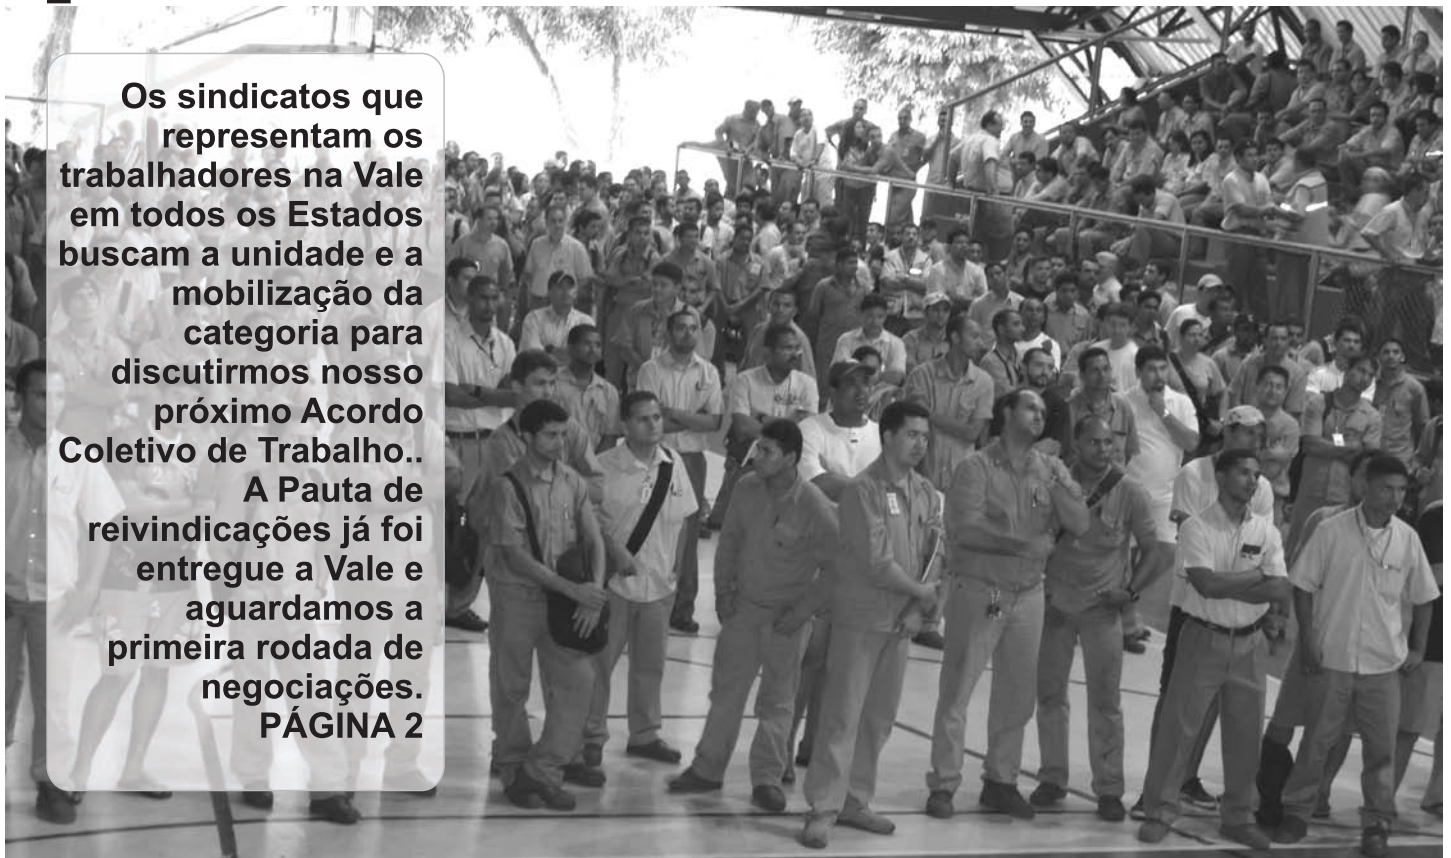 Os sindicatos que
representam os
trabalhadores na Vale
em todos os Estados
buscam a unidade e a
mobilização da
categoria para
discutirmos nosso
próximo Acordo
Coletivo de Trabalho..
A Pauta de
reivindicações já foi
entregue a Vale e
aguardamos a
primeira rodada de
negociações.
PÁGINA 2